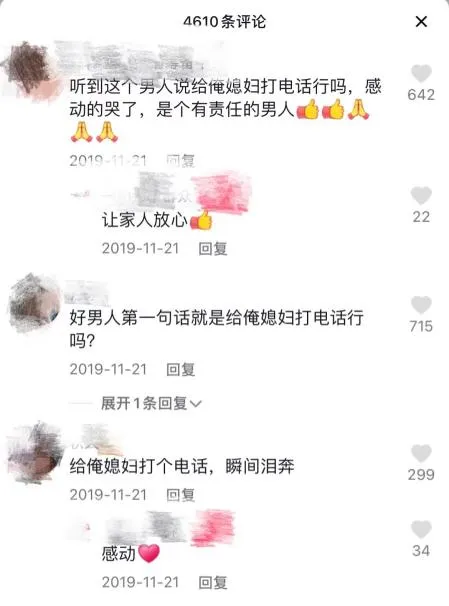 4610条评论
听到这个男人说给俺媳妇打电话行吗，感
动的哭了，是个有责任的男人👍👍🙏
🙏🙏
642
2019-11-21 回复
让家人放心👍
22
2019-11-21 回复
好男人第一句话就是给俺媳妇打电话行
吗?
715
2019-11-21 回复
展开1条回复
给俺媳妇打个电话，瞬间泪奔
299
2019-11-21 回复
感动❤
34
2019-11-21 回复